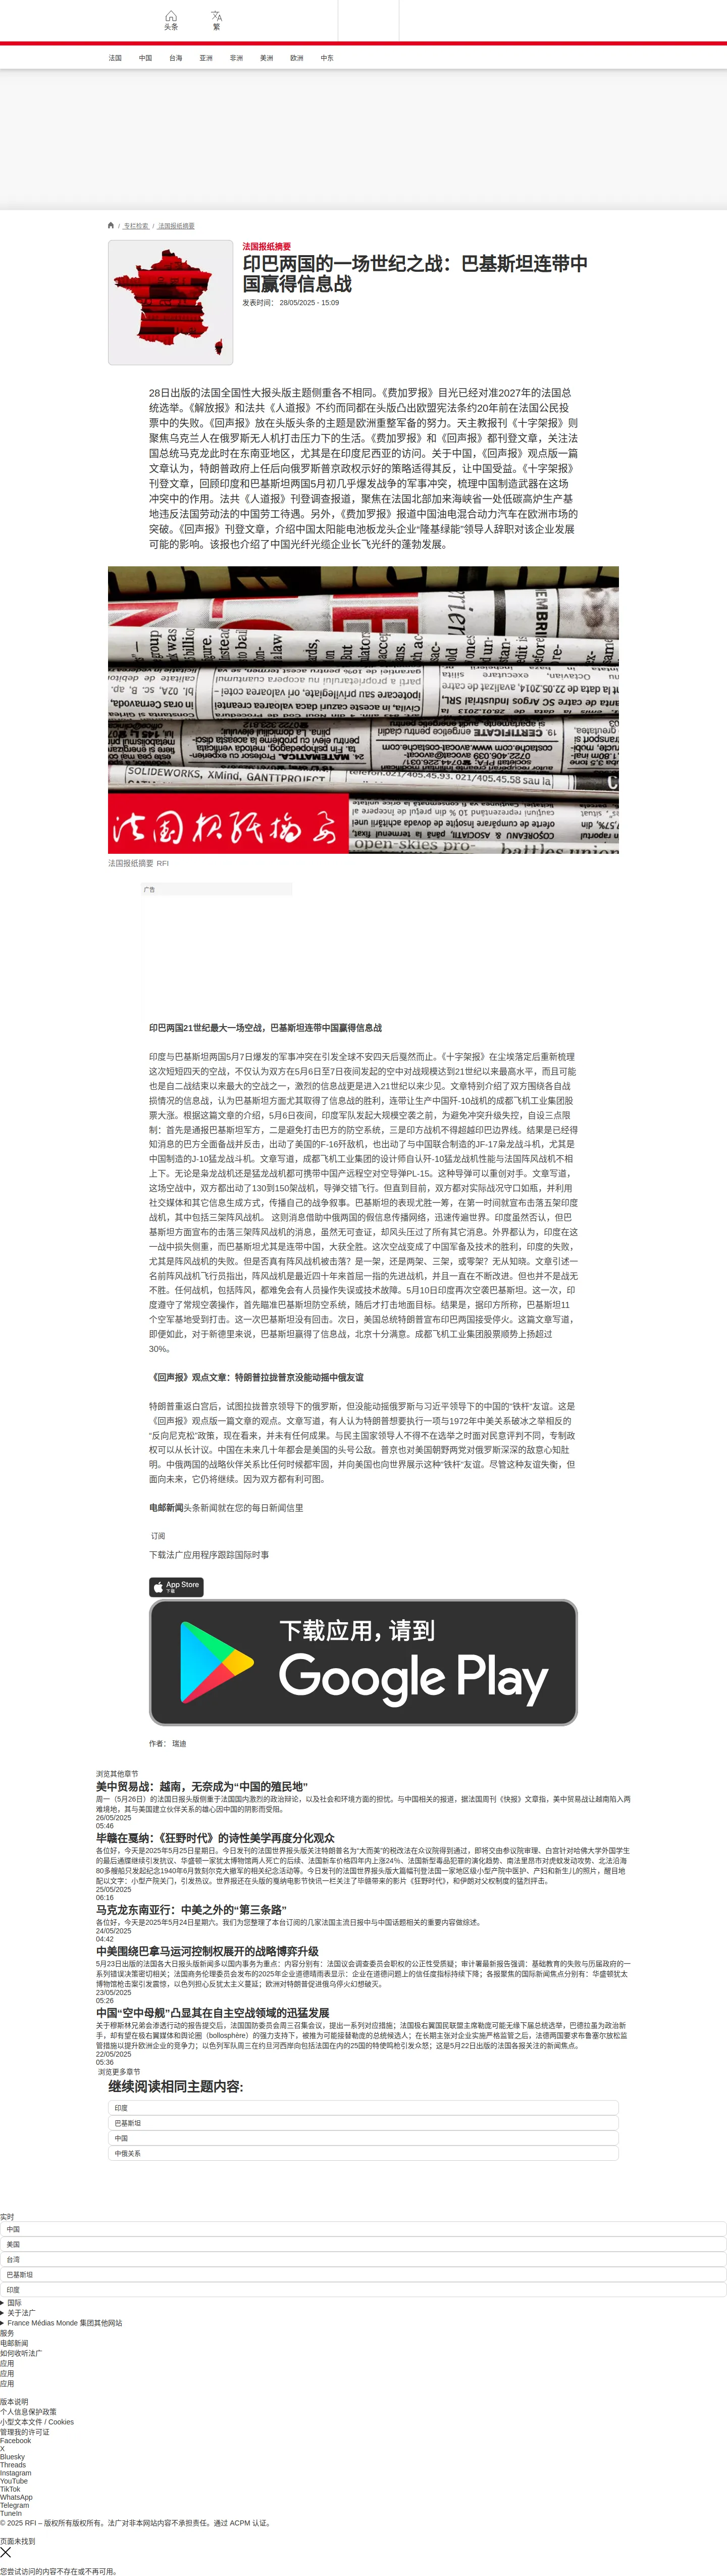 头条
繁
法国
中国
台海
亚洲
非洲
美洲
欧洲
中东
/ 专栏检索 / 法国报纸摘要
法国报纸摘要
印巴两国的一场世纪之战：巴基斯坦连带中
国赢得信息战
发表时间： 28/05/2025 - 15:09
28日出版的法国全国性大报头版主题侧重各不相同。《费加罗报》目光已经对准2027年的法国总
统选举。《解放报》和法共《人道报》不约而同都在头版凸出欧盟宪法条约20年前在法国公民投
票中的失败。《回声报》放在头版头条的主题是欧洲重整军备的努力。天主教报刊《十字架报》则
聚焦乌克兰人在俄罗斯无人机打击压力下的生活。《费加罗报》和《回声报》都刊登文章，关注法
国总统马克龙此时在东南亚地区，尤其是在印度尼西亚的访问。关于中国，《回声报》观点版一篇
文章认为，特朗普政府上任后向俄罗斯普京政权示好的策略适得其反，让中国受益。《十字架报》
刊登文章，回顾印度和巴基斯坦两国5月初几乎爆发战争的军事冲突，梳理中国制造武器在这场
冲突中的作用。法共《人道报》刊登调查报道，聚焦在法国北部加来海峡省一处低碳高炉生产基
地违反法国劳动法的中国劳工待遇。另外，《费加罗报》报道中国油电混合动力汽车在欧洲市场的
突破。《回声报》刊登文章，介绍中国太阳能电池板龙头企业“隆基绿能”领导人辞职对该企业发展
可能的影响。该报也介绍了中国光纤光缆企业长飞光纤的蓬勃发展。
SOLIDEWORKS, XMind, GANTTPROJECT
法国报纸摘要
open-skies pro-
battles union
法国报纸摘要 RFI
广告
印巴两国21世纪最大一场空战，巴基斯坦连带中国赢得信息战
印度与巴基斯坦两国5月7日爆发的军事冲突在引发全球不安四天后戛然而止。《十字架报》在尘埃落定后重新梳理
这次短短四天的空战，不仅认为双方在5月6日至7日夜间发起的空中对战规模达到21世纪以来最高水平，而且可能
也是自二战结束以来最大的空战之一，激烈的信息战更是进入21世纪以来少见。文章特别介绍了双方围绕各自战
损情况的信息战，认为巴基斯坦方面尤其取得了信息战的胜利，连带让生产中国歼-10战机的成都飞机工业集团股
票大涨。根据这篇文章的介绍，5月6日夜间，印度军队发起大规模空袭之前，为避免冲突升级失控，自设三点限
制：首先是通报巴基斯坦军方，二是避免打击巴方的防空系统，三是印方战机不得超越印巴边界线。结果是已经得
知消息的巴方全面备战并反击，出动了美国的F-16歼敌机，也出动了与中国联合制造的JF-17枭龙战斗机，尤其是
中国制造的J-10猛龙战斗机。文章写道，成都飞机工业集团的设计师自认歼-10猛龙战机性能与法国阵风战机不相
上下。无论是枭龙战机还是猛龙战机都可携带中国产远程空对空导弹PL-15。这种导弹可以重创对手。文章写道，
这场空战中，双方都出动了130到150架战机，导弹交错飞行。但直到目前，双方都对实际战况守口如瓶，并利用
社交媒体和其它信息生成方式，传播自己的战争叙事。巴基斯坦的表现尤胜一筹，在第一时间就宣布击落五架印度
战机，其中包括三架阵风战机。 这则消息借助中俄两国的假信息传播网络，迅速传遍世界。印度虽然否认，但巴
基斯坦方面宣布的击落三架阵风战机的消息，虽然无可查证，却风头压过了所有其它消息。外界都认为，印度在这
一战中损失侧重，而巴基斯坦尤其是连带中国，大获全胜。这次空战变成了中国军备及技术的胜利，印度的失败，
尤其是阵风战机的失败。但是否真有阵风战机被击落？是一架，还是两架、三架，或零架？无从知晓。文章引述一
名前阵风战机飞行员指出，阵风战机是最近四十年来首屈一指的先进战机，并且一直在不断改进。但也并不是战无
不胜。任何战机，包括阵风，都难免会有人员操作失误或技术故障。5月10日印度再次空袭巴基斯坦。这一次，印
度遵守了常规空袭操作，首先瞄准巴基斯坦防空系统，随后才打击地面目标。结果是，据印方所称，巴基斯坦11
个空军基地受到打击。这一次巴基斯坦没有回击。次日，美国总统特朗普宣布印巴两国接受停火。这篇文章写道，
即便如此，对于新德里来说，巴基斯坦赢得了信息战，北京十分满意。成都飞机工业集团股票顺势上扬超过
30%。
《回声报》观点文章：特朗普拉拢普京没能动摇中俄友谊
特朗普重返白宫后，试图拉拢普京领导下的俄罗斯，但没能动摇俄罗斯与习近平领导下的中国的“铁杆”友谊。这是
《回声报》观点版一篇文章的观点。文章写道，有人认为特朗普想要执行一项与1972年中美关系破冰之举相反的
“反向尼克松”政策，现在看来，并未有任何成果。与民主国家领导人不得不在选举之时面对民意评判不同，专制政
权可以从长计议。中国在未来几十年都会是美国的头号公敌。普京也对美国朝野两党对俄罗斯深深的敌意心知肚
明。中俄两国的战略伙伴关系比任何时候都牢固，并向美国也向世界展示这种“铁杆”友谊。尽管这种友谊失衡，但
面向未来，它仍将继续。因为双方都有利可图。
电邮新闻头条新闻就在您的每日新闻信里
订阅
下载法广应用程序跟踪国际时事
App Store
下载
下载应用，请到
Google Play
作者： 瑞迪
浏览其他章节
美中贸易战：越南，无奈成为“中国的殖民地”
周一（5月26日）的法国日报头版侧重于法国国内激烈的政治辩论，以及社会和环境方面的担忧。与中国相关的报道，据法国周刊《快报》文章指，美中贸易战让越南陷入两
难境地，其与美国建立伙伴关系的雄心因中国的阴影而受阻。
26/05/2025
05:46
毕赣在戛纳：《狂野时代》的诗性美学再度分化观众
各位好，今天是2025年5月25日星期日。今日发刊的法国世界报头版关注特朗普名为“大而美”的税改法在众议院得到通过，即将交由参议院审理、白宫针对哈佛大学外国学生
的最后通牒继续引发抗议、华盛顿一家犹太博物馆两人死亡的后续、法国新车价格四年内上涨24％、法国新型毒品犯罪的演化趋势、南法里昂市对虎蚊发动攻势、北法沿海
80多艘船只发起纪念1940年6月敦刻尔克大撤军的相关纪念活动等。今日发刊的法国世界报头版大篇幅刊登法国一家地区级小型产院中医护、产妇和新生儿的照片，醒目地
配以文字：小型产院关门，引发热议。世界报还在头版的戛纳电影节快讯一栏关注了毕赣带来的影片《狂野时代》，和伊朗对父权制度的猛烈抨击。
25/05/2025
06:16
马克龙东南亚行：中美之外的“第三条路”
各位好，今天是2025年5月24日星期六。我们为您整理了本台订阅的几家法国主流日报中与中国话题相关的重要内容做综述。
24/05/2025
04:42
中美围绕巴拿马运河控制权展开的战略博弈升级
5月23日出版的法国各大日报头版新闻多以国内事务为重点：内容分别有：法国议会调查委员会职权的公正性受质疑；审计署最新报告强调：基础教育的失败与历届政府的一
系列错误决策密切相关；法国商务伦理委员会发布的2025年企业道德晴雨表显示：企业在道德问题上的信任度指标持续下降；各报聚焦的国际新闻焦点分别有：华盛顿犹太
博物馆枪击案引发震惊，以色列担心反犹太主义蔓延；欧洲对特朗普促进俄乌停火幻想破灭。
23/05/2025
05:26
中国“空中母舰”凸显其在自主空战领域的迅猛发展
关于穆斯林兄弟会渗透行动的报告提交后，法国国防委员会周三召集会议，提出一系列对应措施；法国极右翼国民联盟主席勒庞可能无缘下届总统选举，巴德拉虽为政治新
手，却有望在极右翼媒体和舆论圈（bollosphère）的强力支持下，被推为可能接替勒庞的总统候选人；在长期主张对企业实施严格监管之后，法德两国要求布鲁塞尔放松监
管措施以提升欧洲企业的竞争力；以色列军队周三在约旦河西岸向包括法国在内的25国的特使鸣枪引发众怒；这是5月22日出版的法国各报关注的新闻焦点。
22/05/2025
05:36
浏览更多章节
继续阅读相同主题内容:
印度
巴基斯坦
中国
中俄关系
实时
中国
美国
台湾
巴基斯坦
印度
国际
关于法广
France Médias Monde 集团其他网站
服务
电邮新闻
如何收听法广
应用
应用
应用
版本说明
个人信息保护政策
小型文本文件 / Cookies
管理我的许可证
Facebook
X
Bluesky
Threads
Instagram
YouTube
TikTok
WhatsApp
Telegram
TuneIn
© 2025 RFI – 版权所有版权所有。法广对非本网站内容不承担责任。通过 ACPM 认证。
页面未找到
您尝试访问的内容不存在或不再可用。